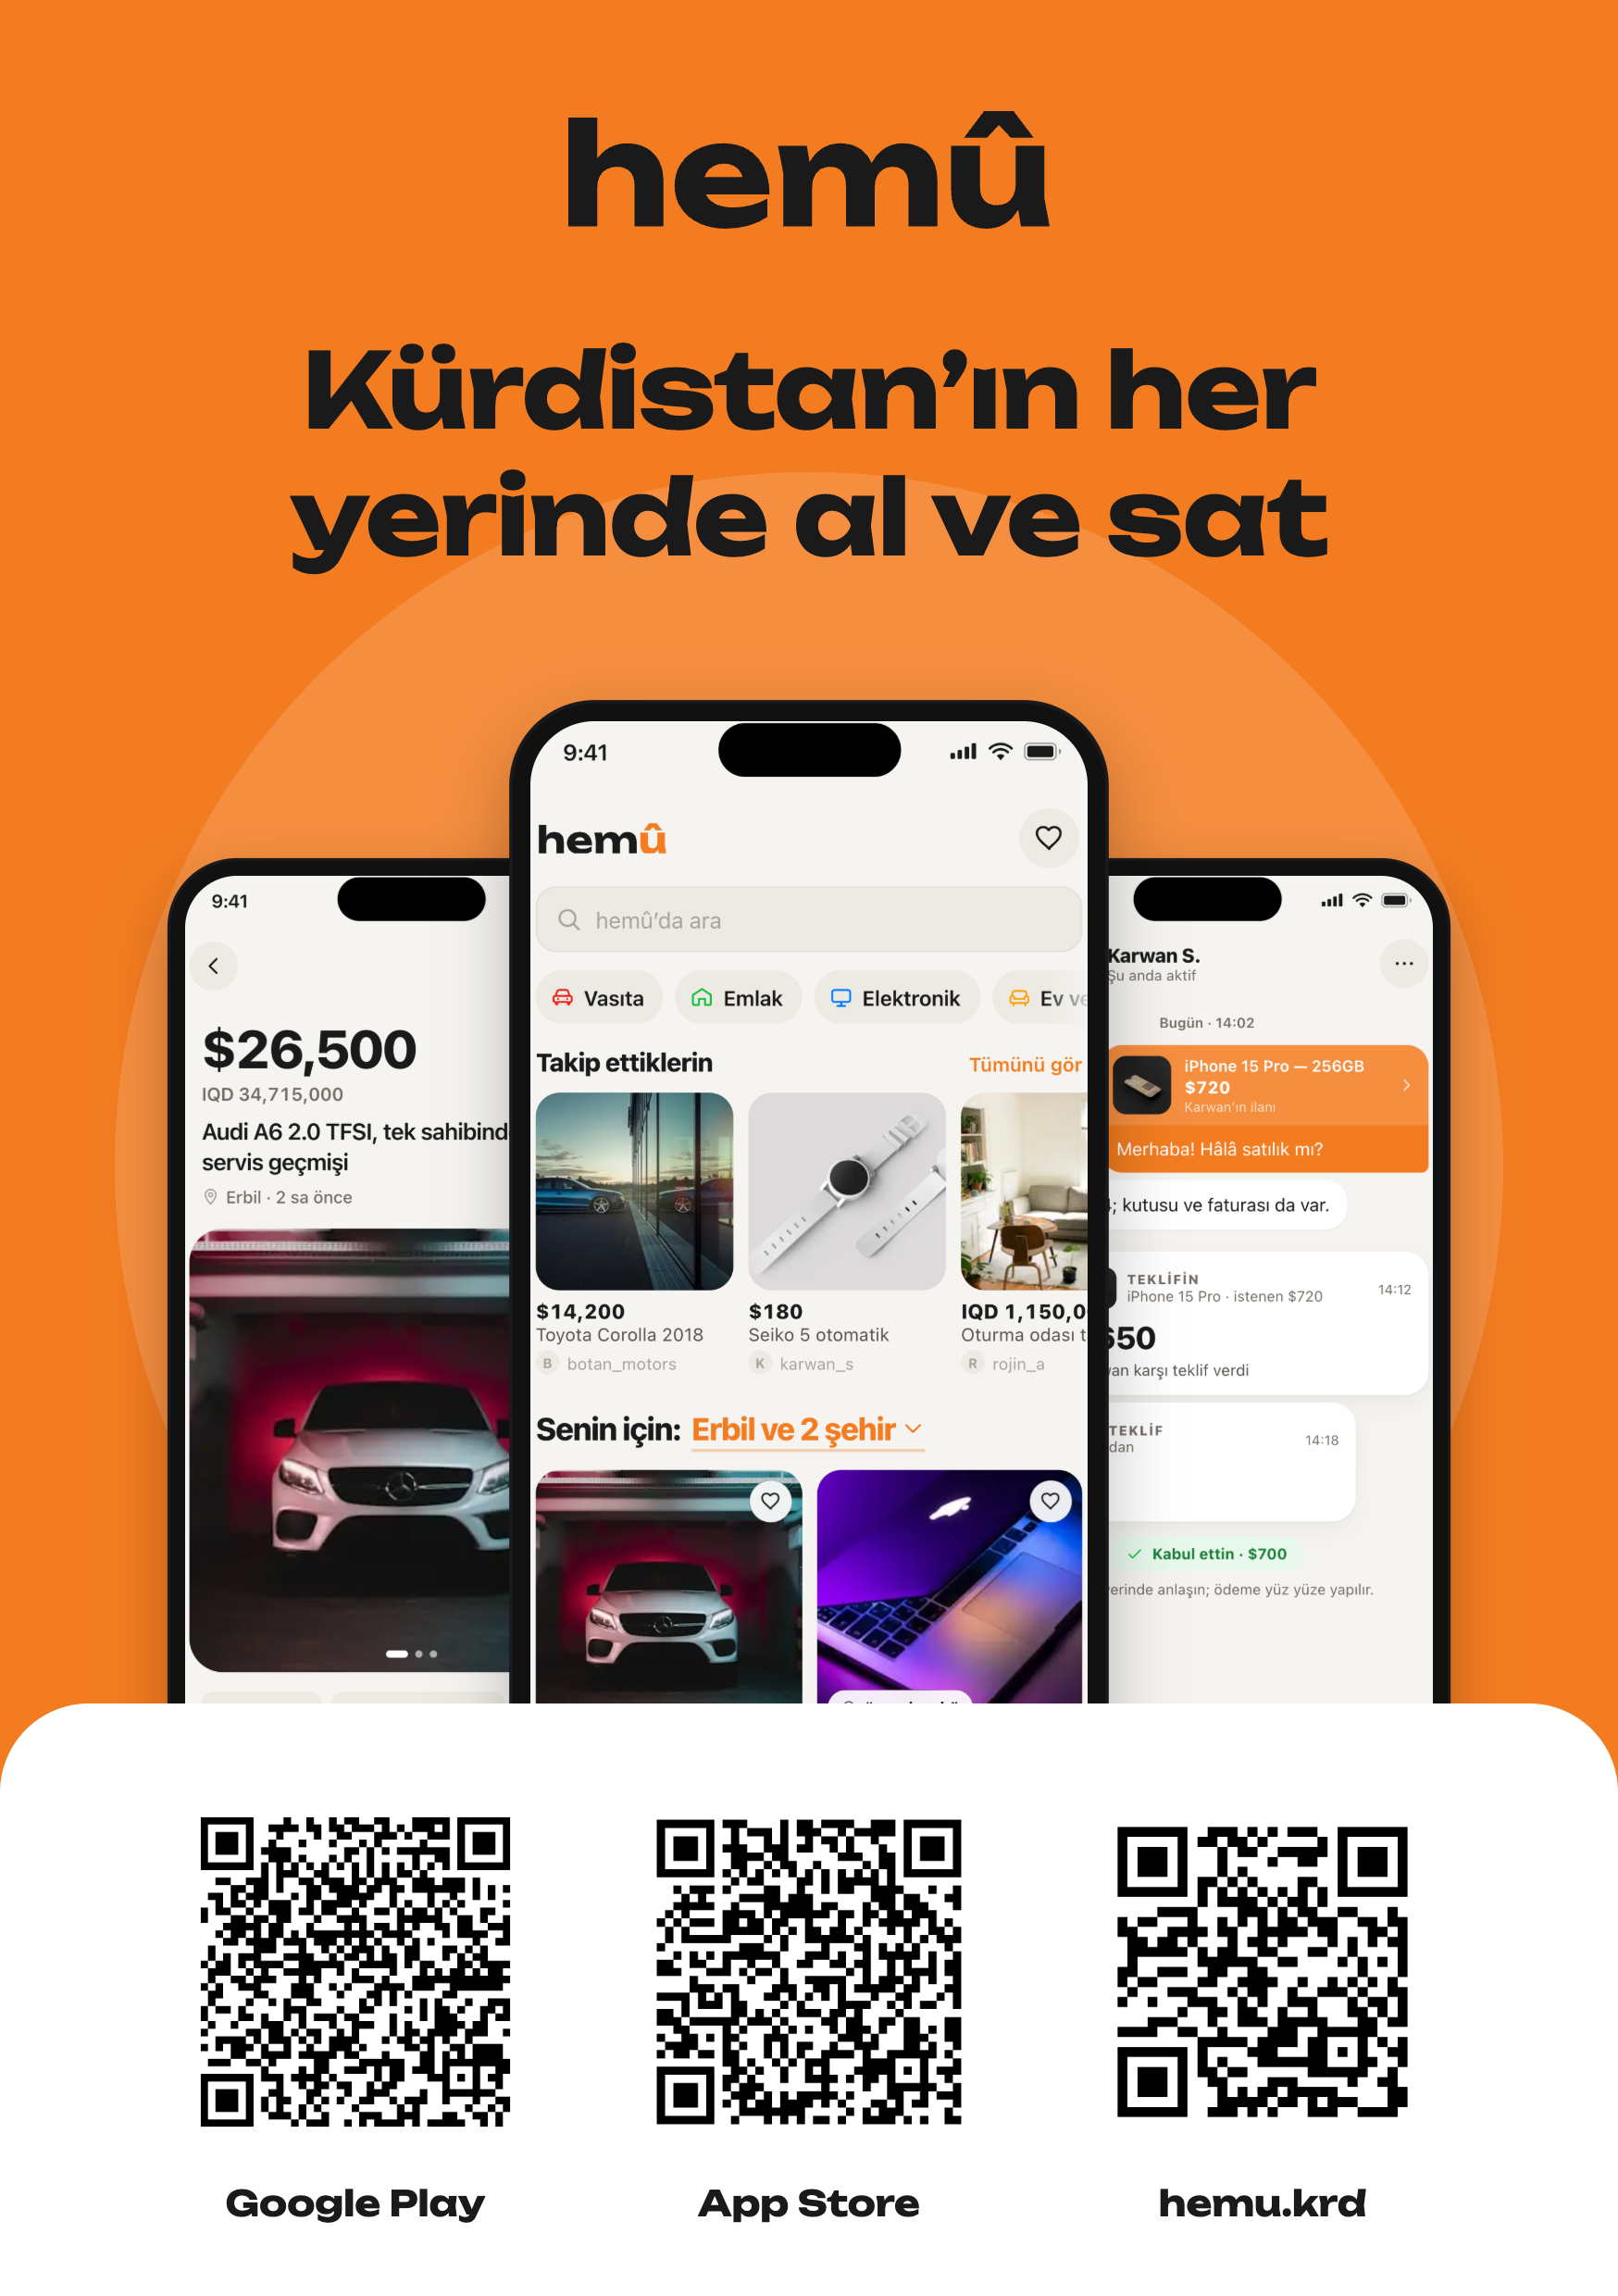 hemû
Kürdistan’ın her
yerinde al ve sat
9:41
$26,500
IQD 34,715,000
Audi A6 2.0 TFSI, tek
servis geçmişi
Erbil · 2 sa önce
9:41
hemû
hemû’da ara
Vasıta
Emlak
Elektronik
Ev
Takip ettiklerin
Tümünü gör
$14,200
Toyota Corolla 2018
B botan_motors
$180
Seiko 5 otomatik
K karwan_s
IQD
Oturma odası
R rojin_a
Senin için: Erbil ve 2 şehir
Karwan S.
Şu anda aktif
Bugün · 14:02
iPhone 15 Pro — 256GB
$720
Karwan’ın ilanı
Merhaba! Hâlâ satılık mı?
kutusu ve faturası da var.
TEKLİFİN
14:12
iPhone 15 Pro · istenen $720
karşı teklif verdi
TEKLİF
14:18
Kabul ettin · $700
anlaşın; ödeme yüz yüze yapılır.
Google Play
App Store
hemu.krd